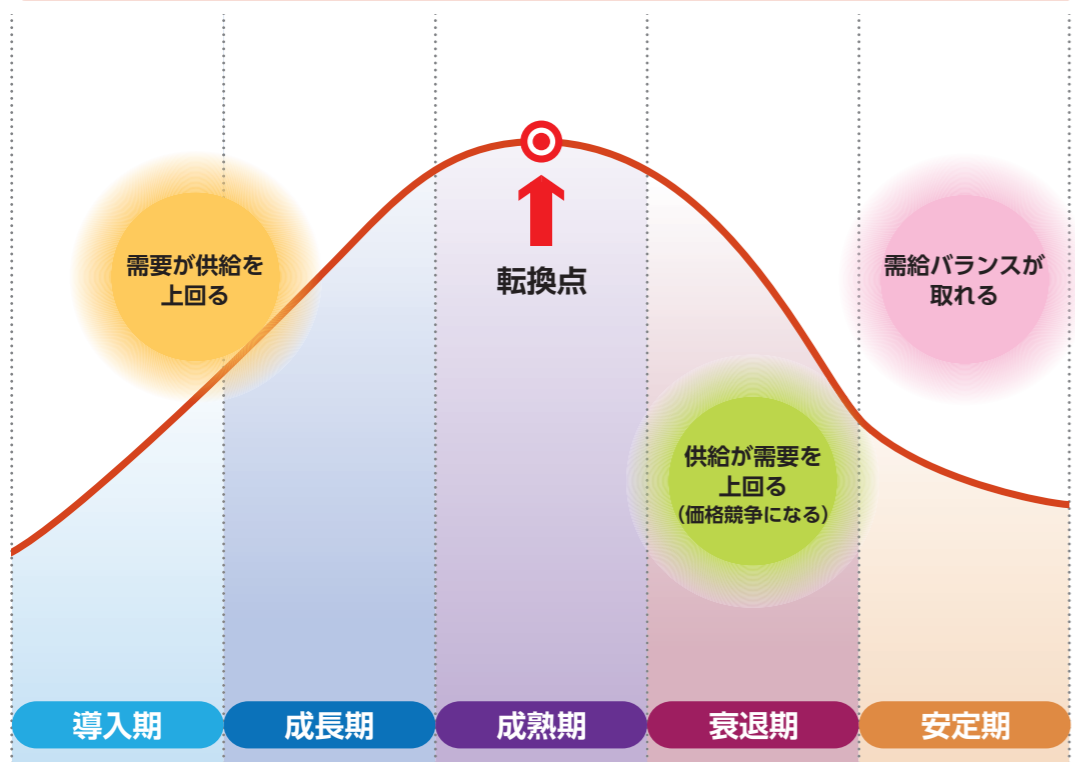 需要が供給を
上回る
転換点
需給バランスが
取れる
供給が需要を
上回る
（価格競争になる）
導入期
成長期
成熟期
衰退期
安定期